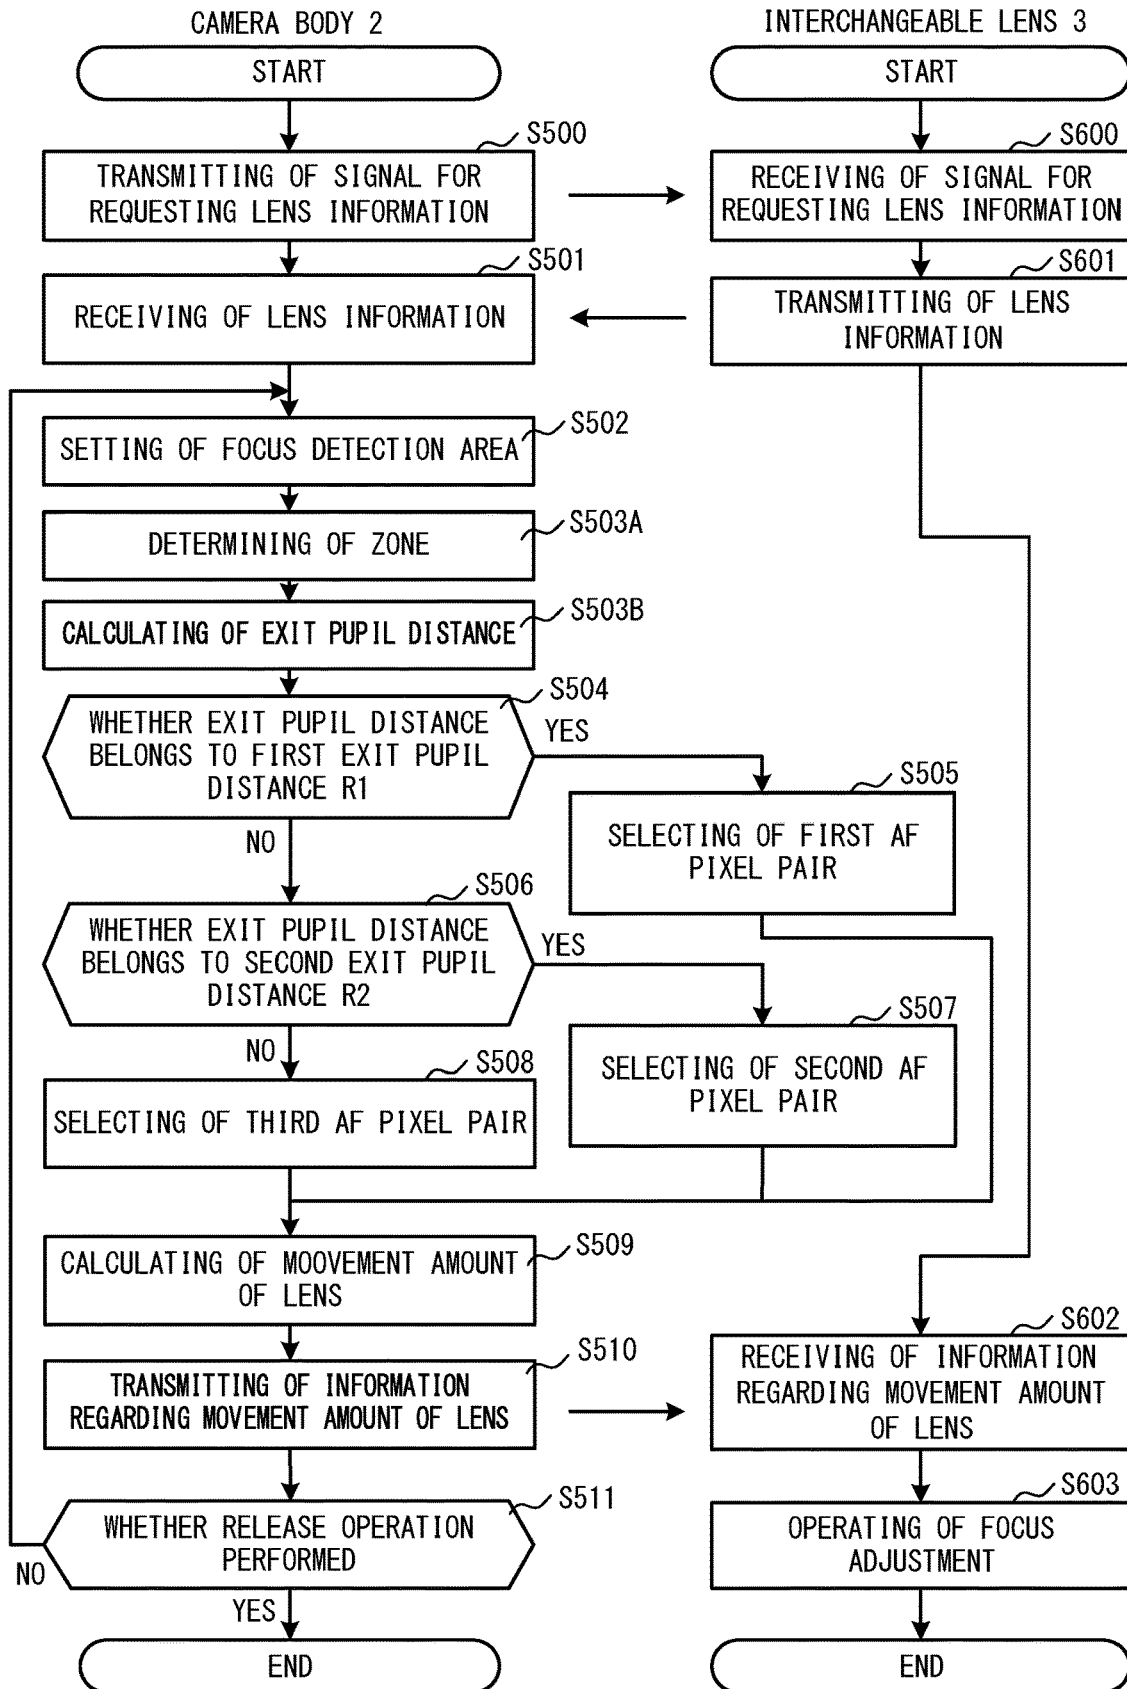 CAMERA BODY 2
START
S500
TRANSMITTING OF SIGNAL FOR
REQUESTING LENS INFORMATION
S501
RECEIVING OF LENS INFORMATION
S502
SETTING OF FOCUS DETECTION AREA
S503A
DETERMINING OF ZONE
S503B
CALCULATING OF EXIT PUPIL DISTANCE
S504
WHETHER EXIT PUPIL DISTANCE
BELONGS TO FIRST EXIT PUPIL
DISTANCE R1
YES
NO
S505
SELECTING OF FIRST AF
PIXEL PAIR
S506
WHETHER EXIT PUPIL DISTANCE
BELONGS TO SECOND EXIT PUPIL
DISTANCE R2
YES
NO
S507
SELECTING OF SECOND AF
PIXEL PAIR
S508
SELECTING OF THIRD AF PIXEL PAIR
S509
CALCULATING OF MOOVEMENT AMOUNT
OF LENS
S510
TRANSMITTING OF INFORMATION
REGARDING MOVEMENT AMOUNT OF LENS
S511
WHETHER RELEASE OPERATION
PERFORMED
NO
YES
END
INTERCHANGEABLE LENS 3
START
S600
RECEIVING OF SIGNAL FOR
REQUESTING LENS INFORMATION
S601
TRANSMITTING OF LENS
INFORMATION
S602
RECEIVING OF INFORMATION
REGARDING MOVEMENT AMOUNT
OF LENS
S603
OPERATING OF FOCUS
ADJUSTMENT
END